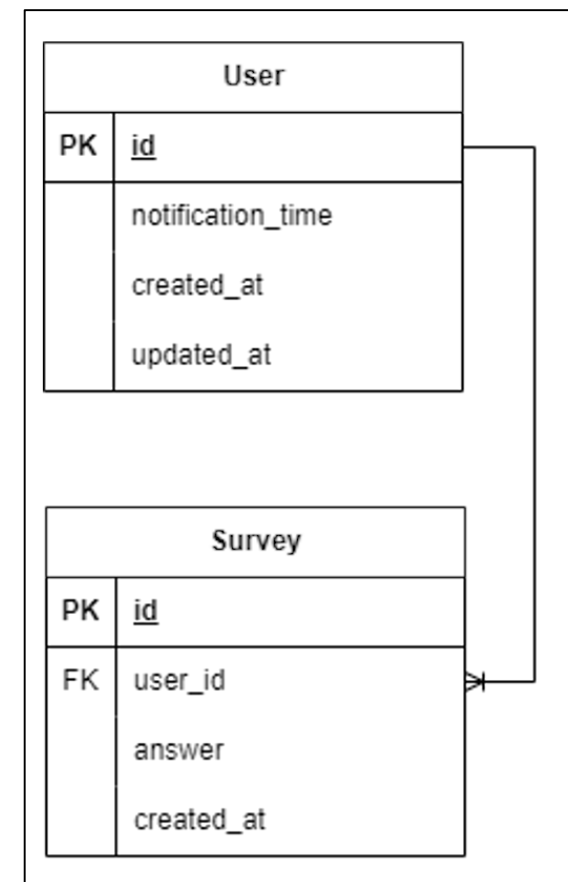 User
PK id
notification_time
created_at
updated_at
Survey
PK id
FK user_id
answer
created_at